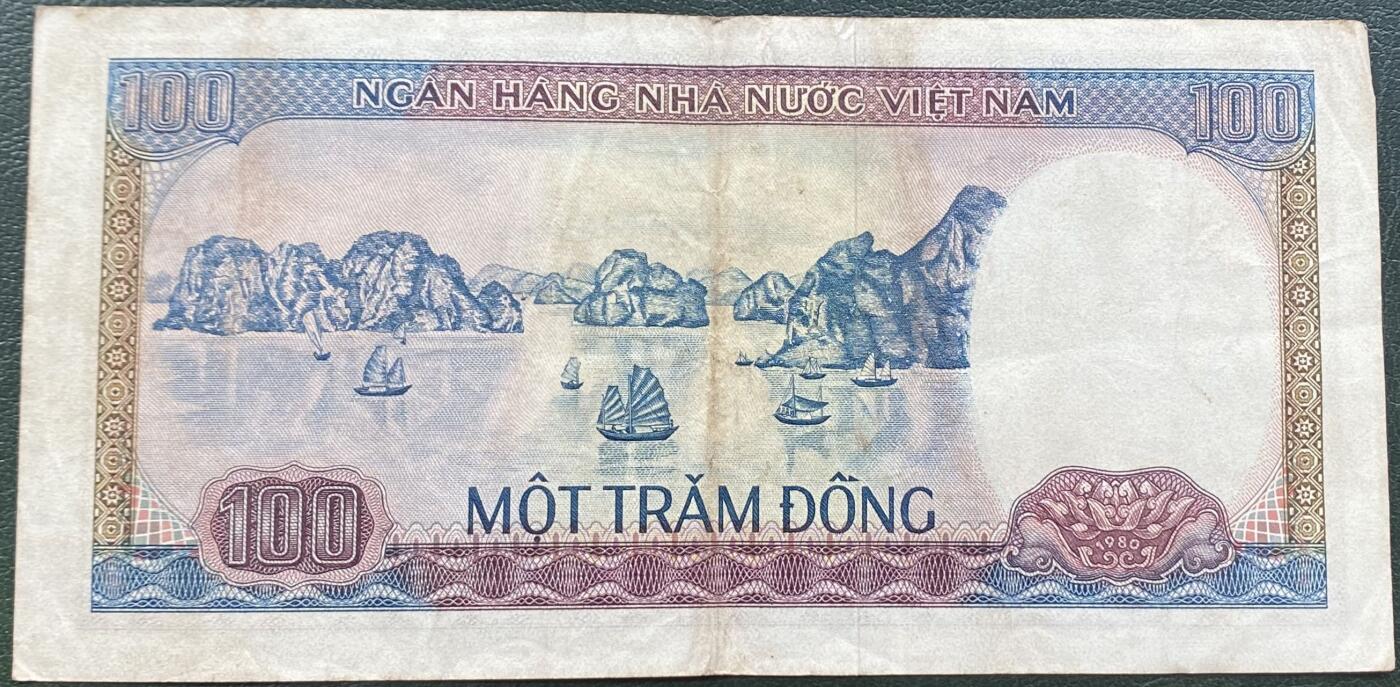 100 NGÂN HÀNG NHÀ NƯỚC VIỆT NAM 100
100 MỘT TRĂM ĐỒNG
1980